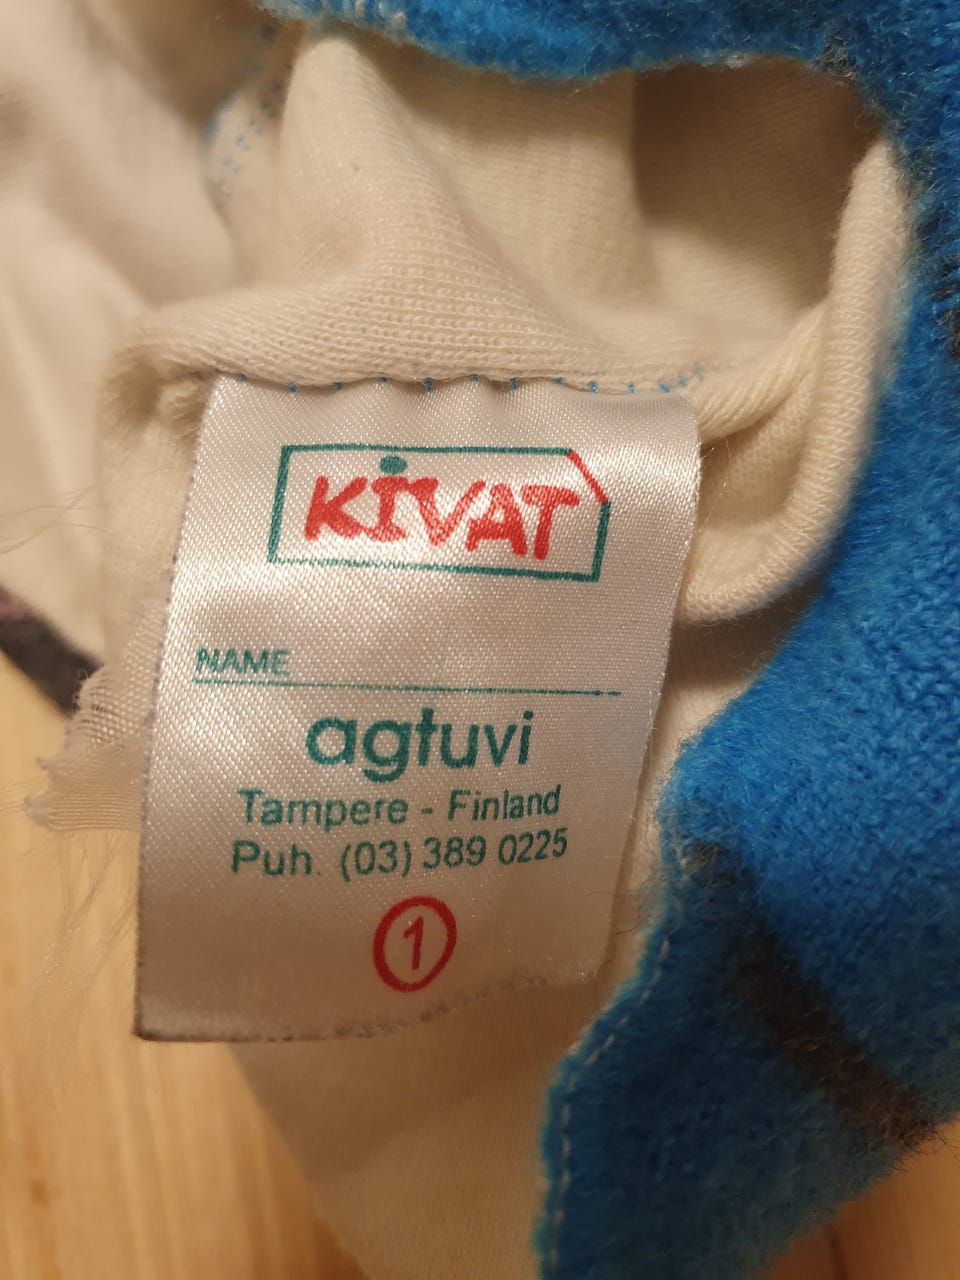 KiVAT
NAME
agtuvi
Tampere - Finland
Puh. (03) 389 0225
1